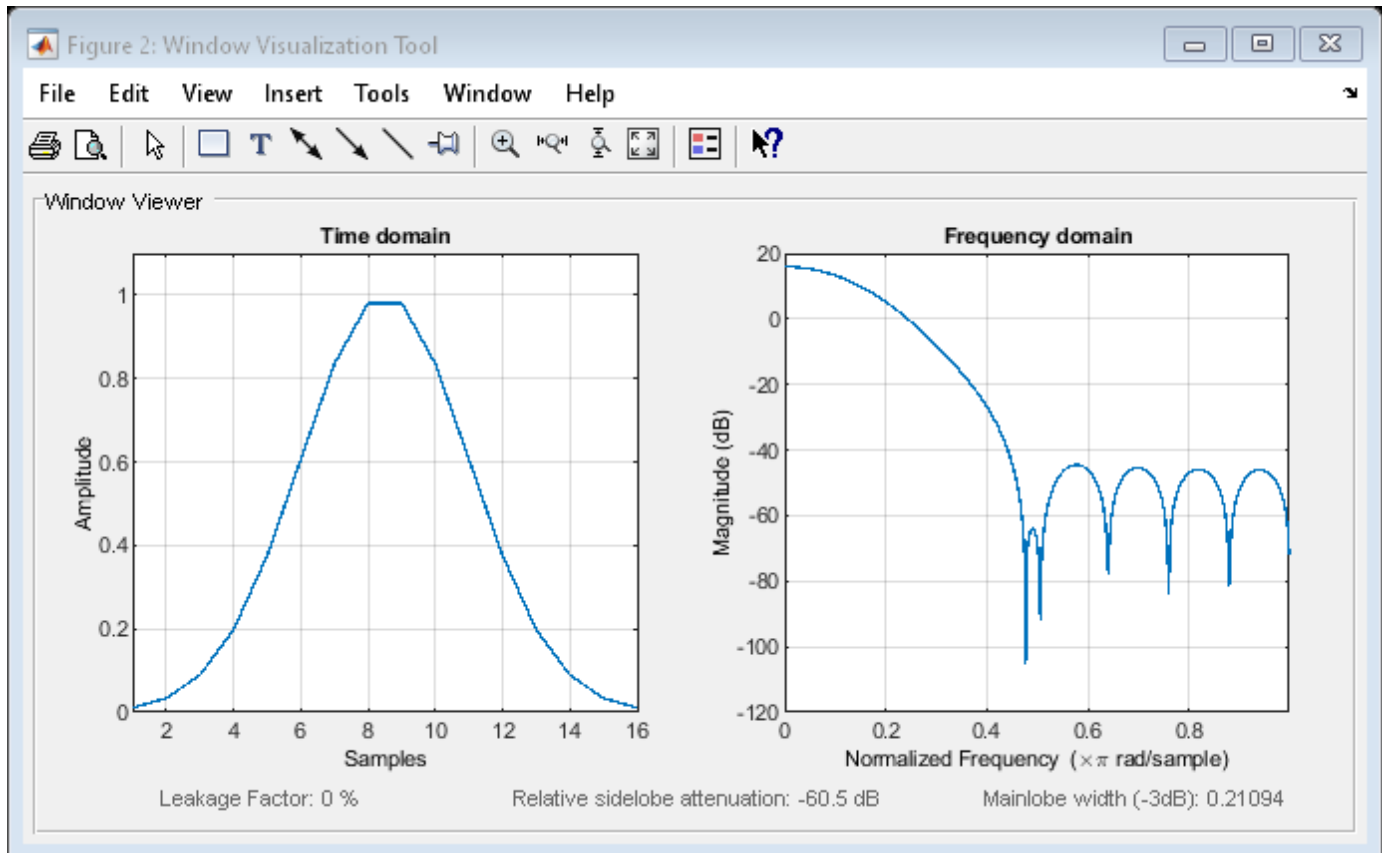 Figure 2: Window Visualization Tool
File Edit View Insert Tools Window Help
T
?
Window Viewer
Time domain
1
0.8
0.6
0.4
0.2
0
Amplitude
2 4 6 8 10 12 14 16
Samples
Frequency domain
20
0
-20
-40
-60
-80
-100
-120
Magnitude (dB)
0 0.2 0.4 0.6 0.8
Normalized Frequency (×π rad/sample)
Leakage Factor: 0 % Relative sidelobe attenuation: -60.5 dB Mainlobe width (-3dB): 0.21094